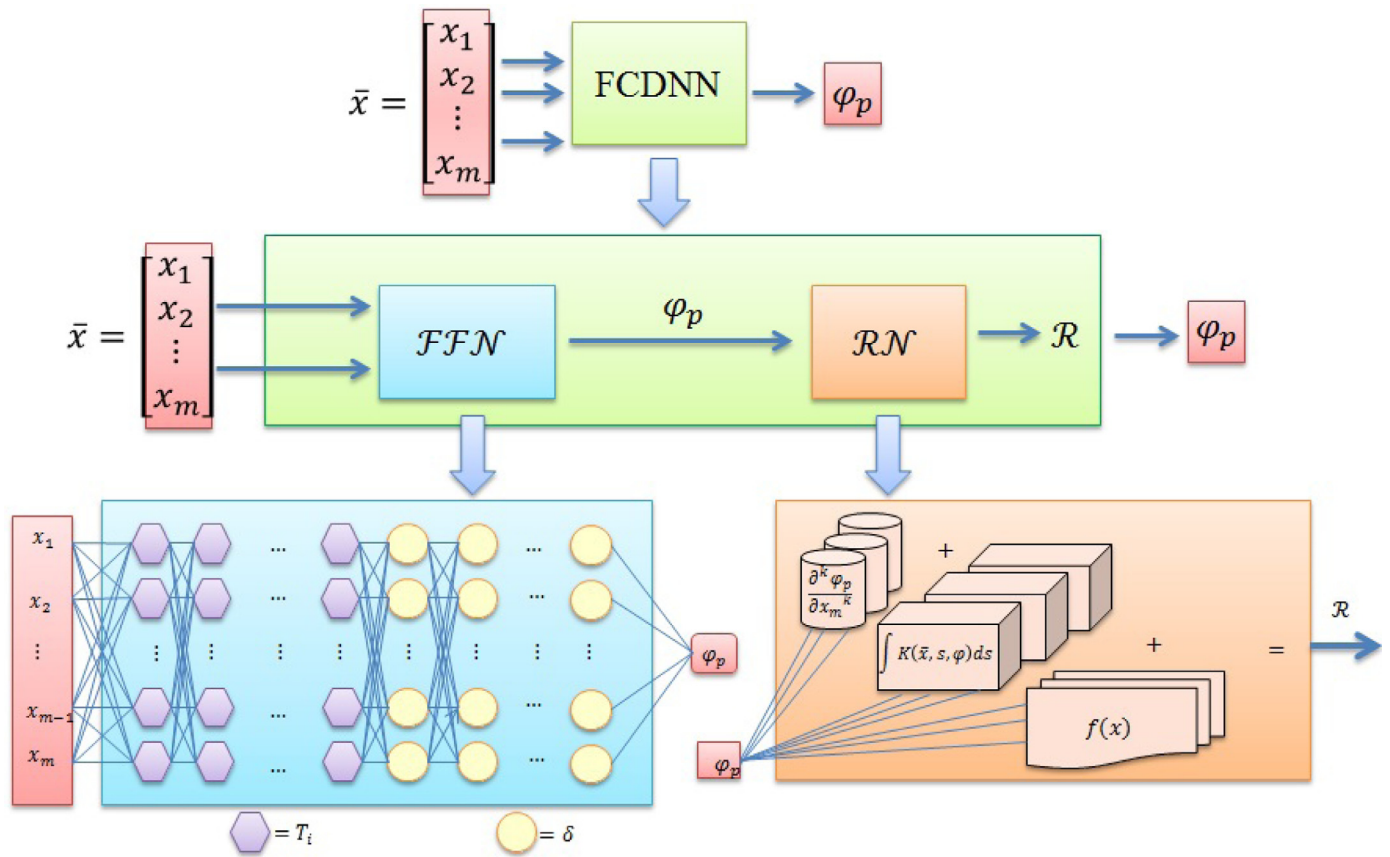 x̄ = [x₁ x₂ ⋮ xₘ]
FCDNN
φₚ
x̄ = [x₁ x₂ ⋮ xₘ]
ℱℱ𝒩
φₚ
ℛ𝒩
ℛ
φₚ
x₁
x₂
⋮
xₘ₋₁
xₘ
... ...
... ...
⋮ ⋮ ⋮ ⋮ ⋮ ⋮ ⋮
... ...
... ...
φₚ
= Tᵢ
= δ
φₚ
∂ᵏφₚ
∂xₘᵏ
+
∫ K(x̄, s, φ)ds
+
f(x)
=
ℛ